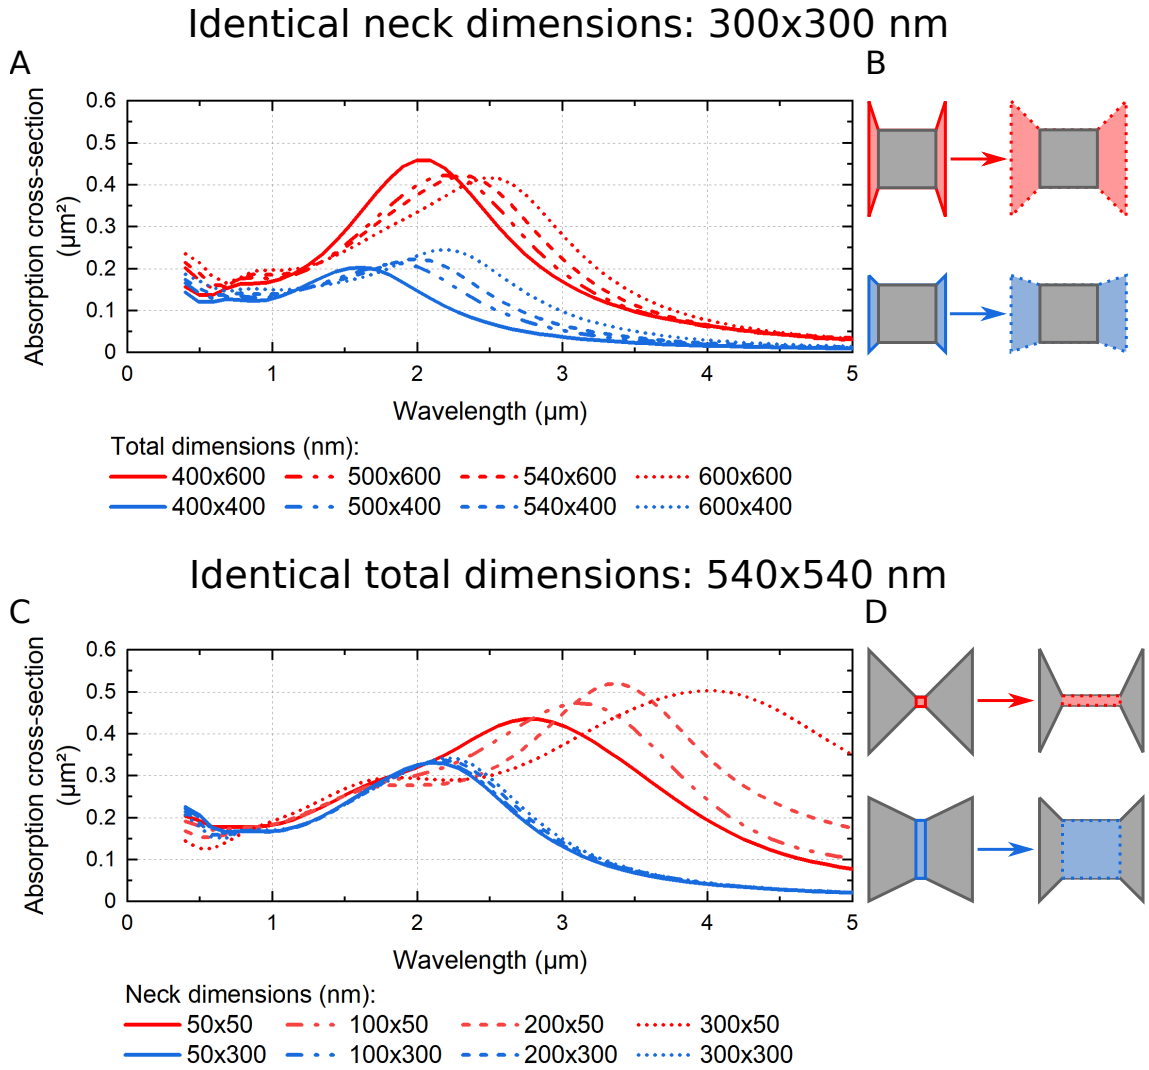 Identical neck dimensions: 300x300 nm
A
B
Absorption cross-section
(µm²)
0.6
0.5
0.4
0.3
0.2
0.1
0
0 1 2 3 4 5
Wavelength (µm)
Total dimensions (nm):
400x600 500x600 540x600 600x600
400x400 500x400 540x400 600x400
Identical total dimensions: 540x540 nm
C
D
Absorption cross-section
(µm²)
0.6
0.5
0.4
0.3
0.2
0.1
0
0 1 2 3 4 5
Wavelength (µm)
Neck dimensions (nm):
50x50 100x50 200x50 300x50
50x300 100x300 200x300 300x300